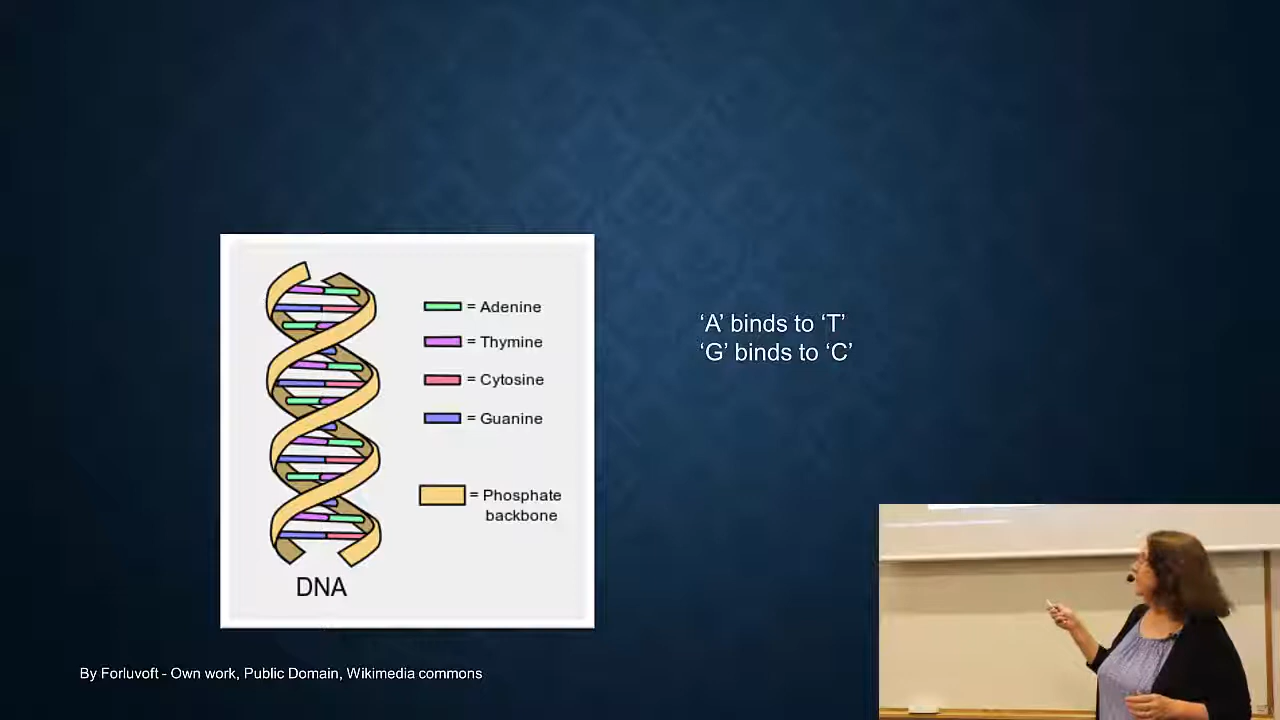 = Adenine
= Thymine
= Cytosine
= Guanine
= Phosphate
backbone
DNA
‘A’ binds to ‘T’
‘G’ binds to ‘C’
By Forluvoft - Own work, Public Domain, Wikimedia commons